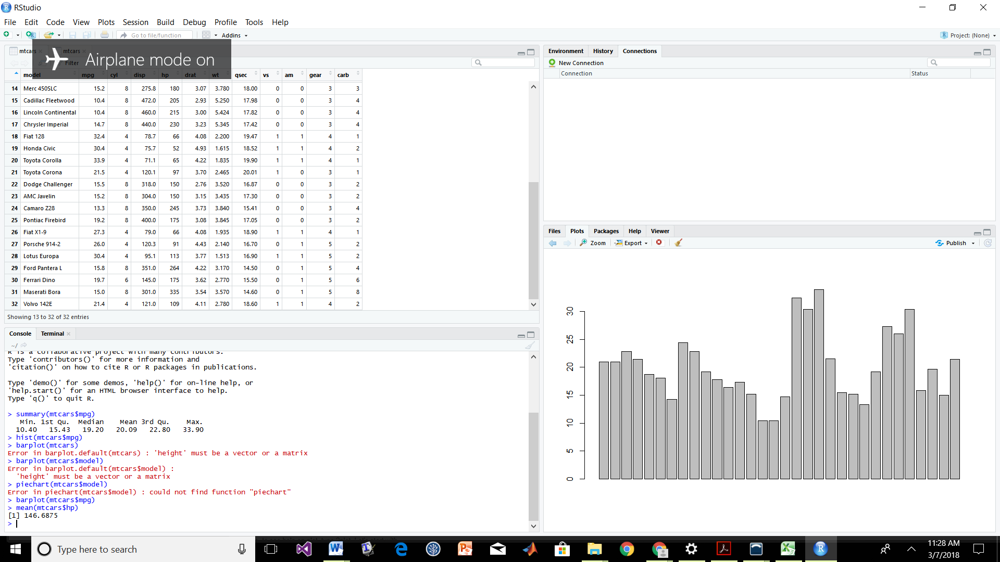 RStudio
File Edit Code View Plots Session Build Debug Profile Tools Help
Go to file/function Addins Project: (None)
mtcars mtcars
Airplane mode on
Filter
model mpg cyl disp hp drat wt qsec vs am gear carb
14 Merc 450SLC 15.2 8 275.8 180 3.07 3.780 18.00 0 0 3 3
15 Cadillac Fleetwood 10.4 8 472.0 205 2.93 5.250 17.98 0 0 3 4
16 Lincoln Continental 10.4 8 460.0 215 3.00 5.424 17.82 0 0 3 4
17 Chrysler Imperial 14.7 8 440.0 230 3.23 5.345 17.42 0 0 3 4
18 Fiat 128 32.4 4 78.7 66 4.08 2.200 19.47 1 1 4 1
19 Honda Civic 30.4 4 75.7 52 4.93 1.615 18.52 1 1 4 2
20 Toyota Corolla 33.9 4 71.1 65 4.22 1.835 19.90 1 1 4 1
21 Toyota Corona 21.5 4 120.1 97 3.70 2.465 20.01 1 0 3 1
22 Dodge Challenger 15.5 8 318.0 150 2.76 3.520 16.87 0 0 3 2
23 AMC Javelin 15.2 8 304.0 150 3.15 3.435 17.30 0 0 3 2
24 Camaro Z28 13.3 8 350.0 245 3.73 3.840 15.41 0 0 3 4
25 Pontiac Firebird 19.2 8 400.0 175 3.08 3.845 17.05 0 0 3 2
26 Fiat X1-9 27.3 4 79.0 66 4.08 1.935 18.90 1 1 4 1
27 Porsche 914-2 26.0 4 120.3 91 4.43 2.140 16.70 0 1 5 2
28 Lotus Europa 30.4 4 95.1 113 3.77 1.513 16.90 1 1 5 2
29 Ford Pantera L 15.8 8 351.0 264 4.22 3.170 14.50 0 1 5 4
30 Ferrari Dino 19.7 6 145.0 175 3.62 2.770 15.50 0 1 5 6
31 Maserati Bora 15.0 8 301.0 335 3.54 3.570 14.60 0 1 5 8
32 Volvo 142E 21.4 4 121.0 109 4.11 2.780 18.60 1 1 4 2
Showing 13 to 32 of 32 entries
Console Terminal
~/
R is a collaborative project with many contributors.
Type 'contributors()' for more information and
'citation()' on how to cite R or R packages in publications.
Type 'demo()' for some demos, 'help()' for on-line help, or
'help.start()' for an HTML browser interface to help.
Type 'q()' to quit R.
> summary(mtcars$mpg)
Min. 1st Qu. Median Mean 3rd Qu. Max.
10.40 15.43 19.20 20.09 22.80 33.90
> hist(mtcars$mpg)
> barplot(mtcars)
Error in barplot.default(mtcars) : 'height' must be a vector or a matrix
> barplot(mtcars$model)
Error in barplot.default(mtcars$model) :
'height' must be a vector or a matrix
> piechart(mtcars$model)
Error in piechart(mtcars$model) : could not find function "piechart"
> barplot(mtcars$mpg)
> mean(mtcars$hp)
[1] 146.6875
>
Environment History Connections
New Connection
Connection Status
Files Plots Packages Help Viewer
Zoom Export Publish
30
25
20
15
10
5
0
Type here to search
11:28 AM
3/7/2018